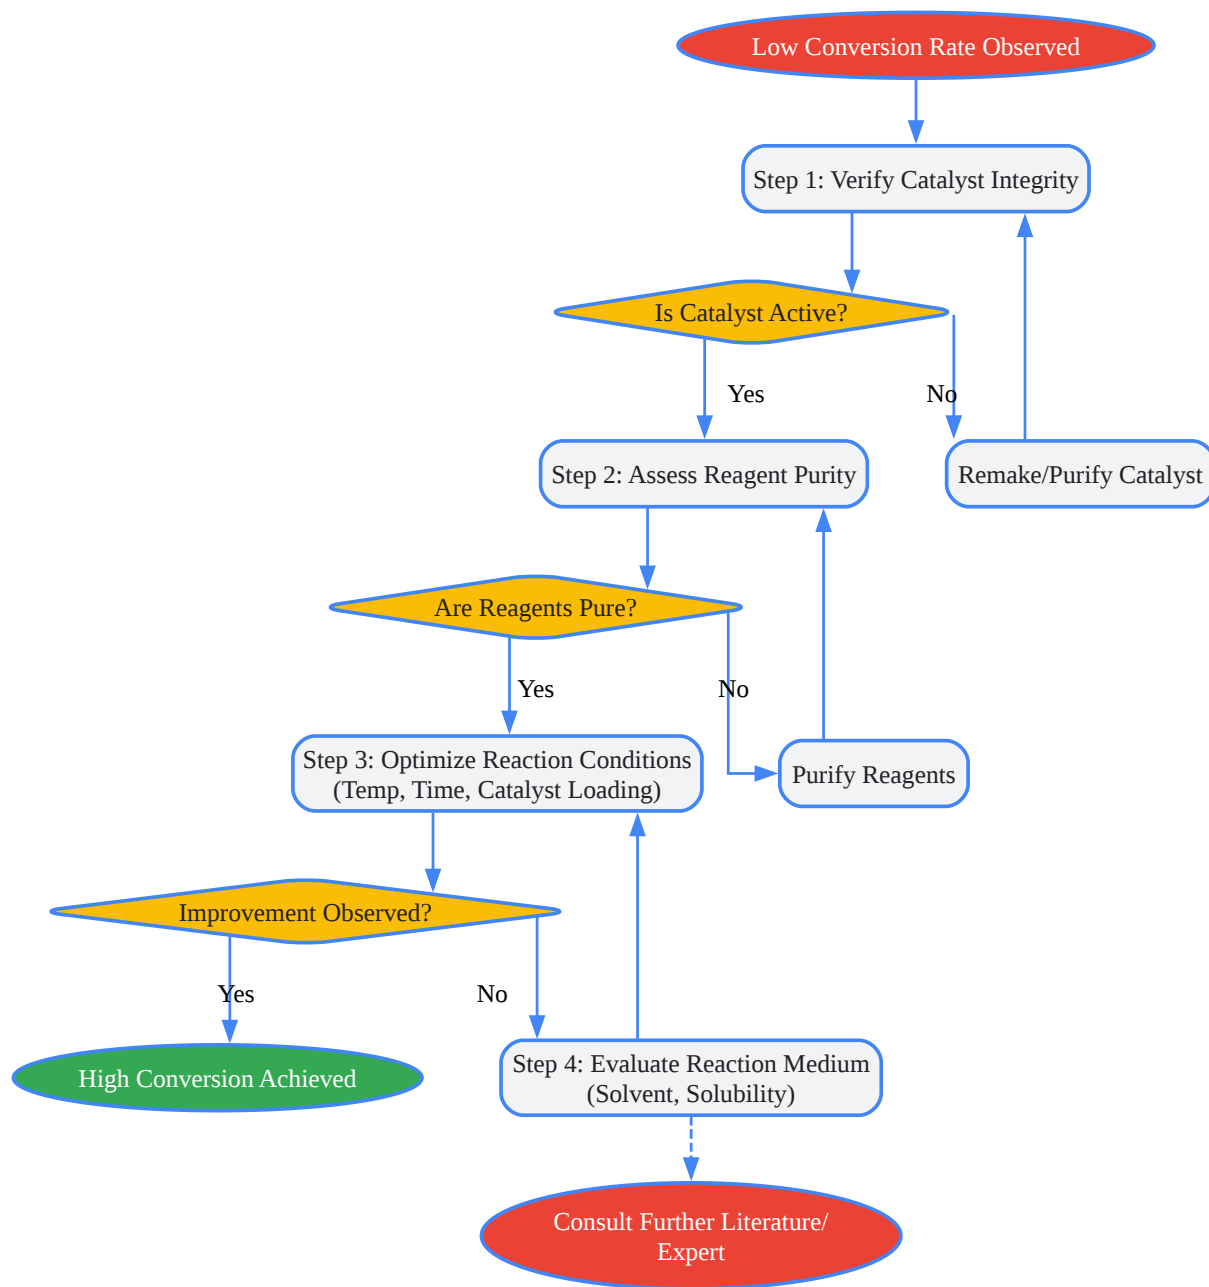 Low Conversion Rate Observed
Step 1: Verify Catalyst Integrity
Is Catalyst Active?
Yes
No
Step 2: Assess Reagent Purity
Remake/Purify Catalyst
Are Reagents Pure?
Yes
No
Step 3: Optimize Reaction Conditions
(Temp, Time, Catalyst Loading)
Purify Reagents
Improvement Observed?
Yes
No
High Conversion Achieved
Step 4: Evaluate Reaction Medium
(Solvent, Solubility)
Consult Further Literature/
Expert